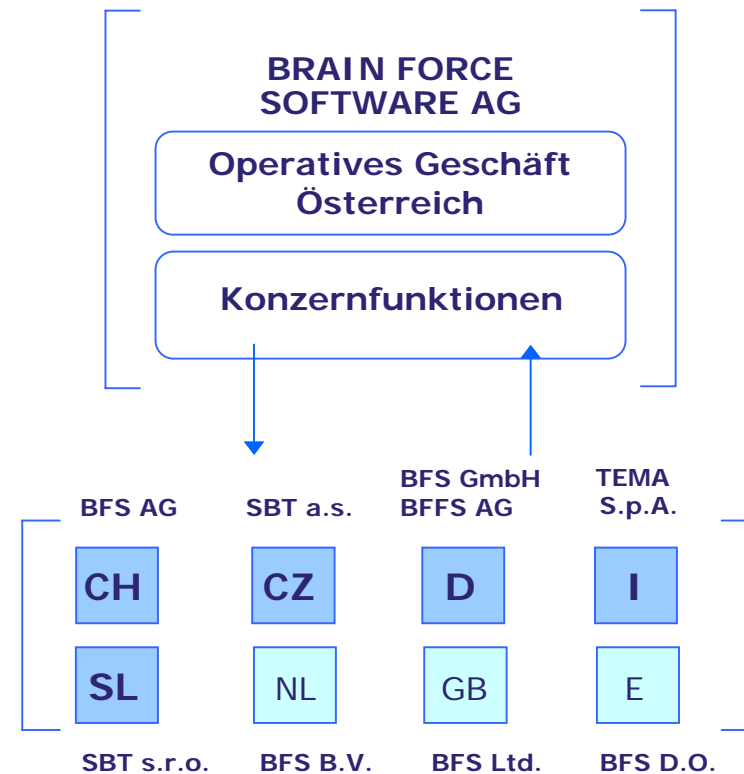 BRAIN FORCE
SOFTWARE AG
Operatives Geschäft
Österreich
Konzernfunktionen
BFS AG
SBT a.s.
BFS GmbH
BFFS AG
TEMA
S.p.A.
CH
CZ
D
I
SL
NL
GB
E
SBT s.r.o.
BFS B.V.
BFS Ltd.
BFS D.O.